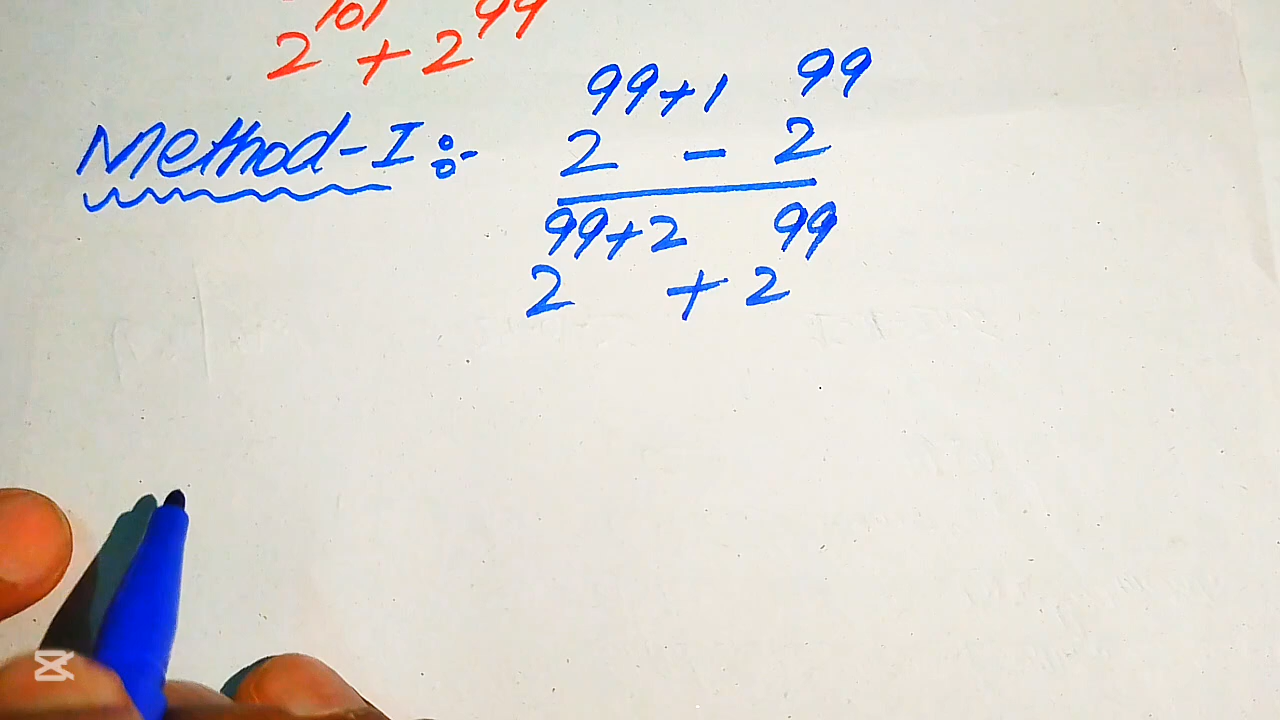 2^101 + 2^99
Method-I :-
2^(99+1) - 2^99
2^(99+2) + 2^99